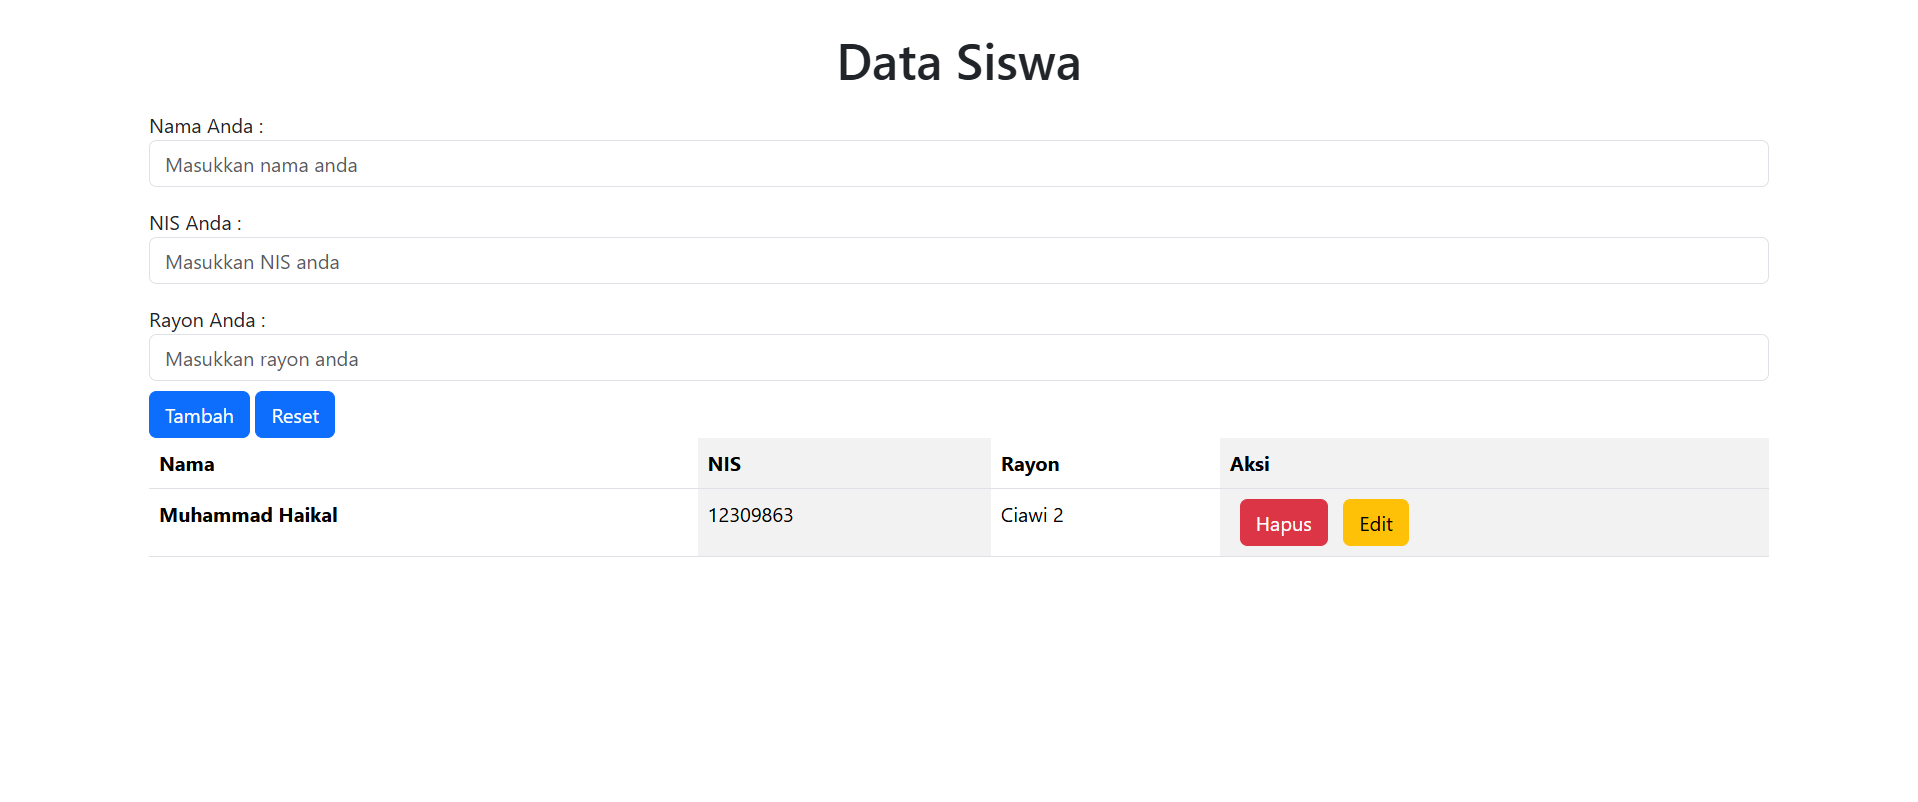 Data Siswa
Nama Anda :
Masukkan nama anda
NIS Anda :
Masukkan NIS anda
Rayon Anda :
Masukkan rayon anda
Tambah Reset
Nama NIS Rayon Aksi
Muhammad Haikal 12309863 Ciawi 2 Hapus Edit